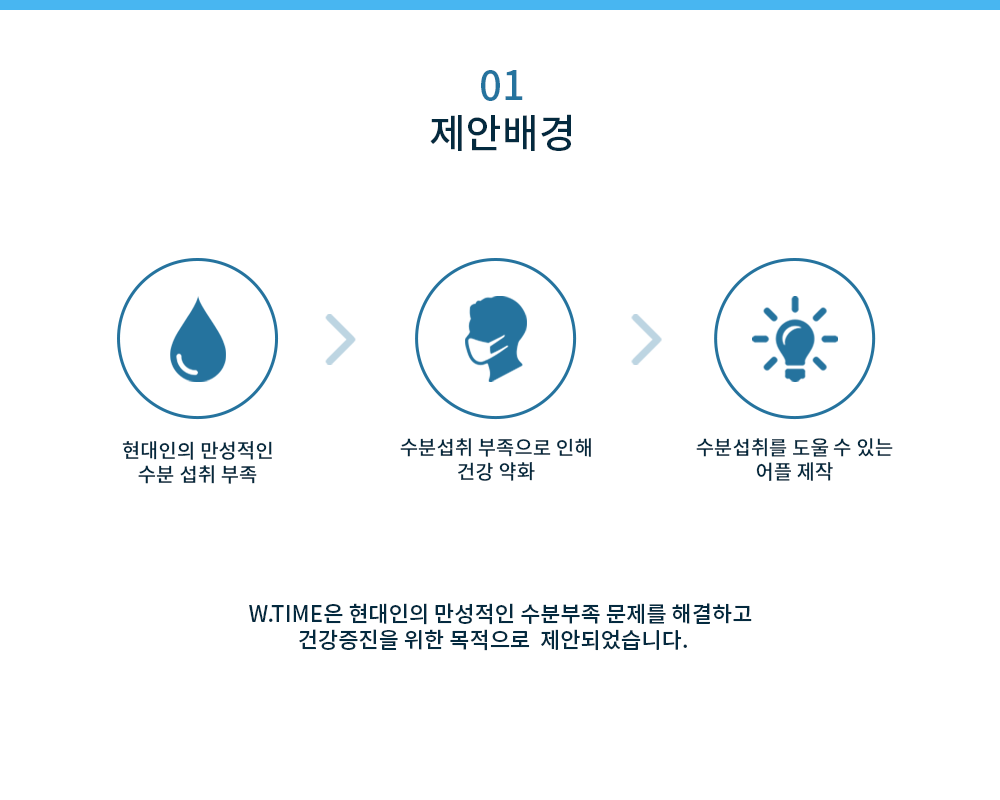 01
제안배경
현대인의 만성적인
수분 섭취 부족
수분섭취 부족으로 인해
건강 약화
수분섭취를 도울 수 있는
어플 제작
W.TIME은 현대인의 만성적인 수분부족 문제를 해결하고
건강증진을 위한 목적으로 제안되었습니다.